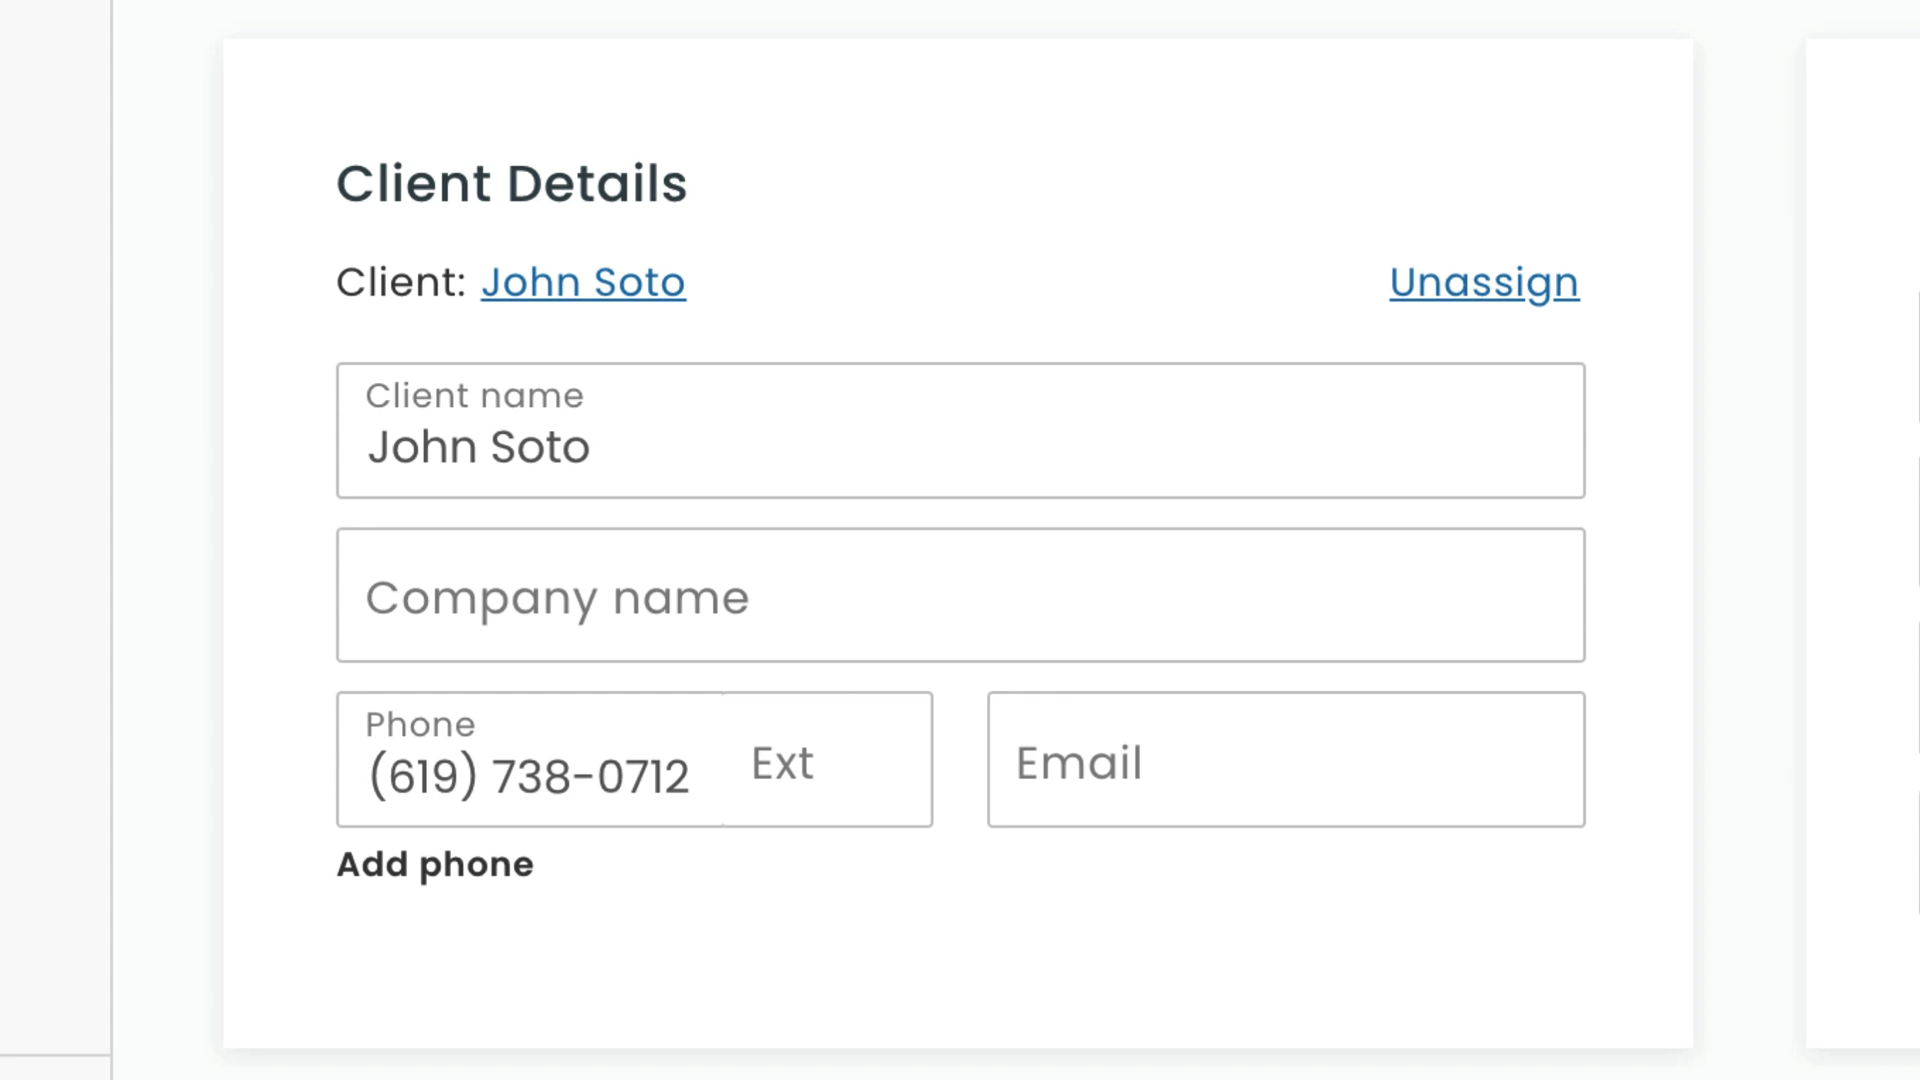 Client Details
Client: John Soto Unassign
Client name
John Soto
Company name
Phone
(619) 738-0712 Ext Email
Add phone